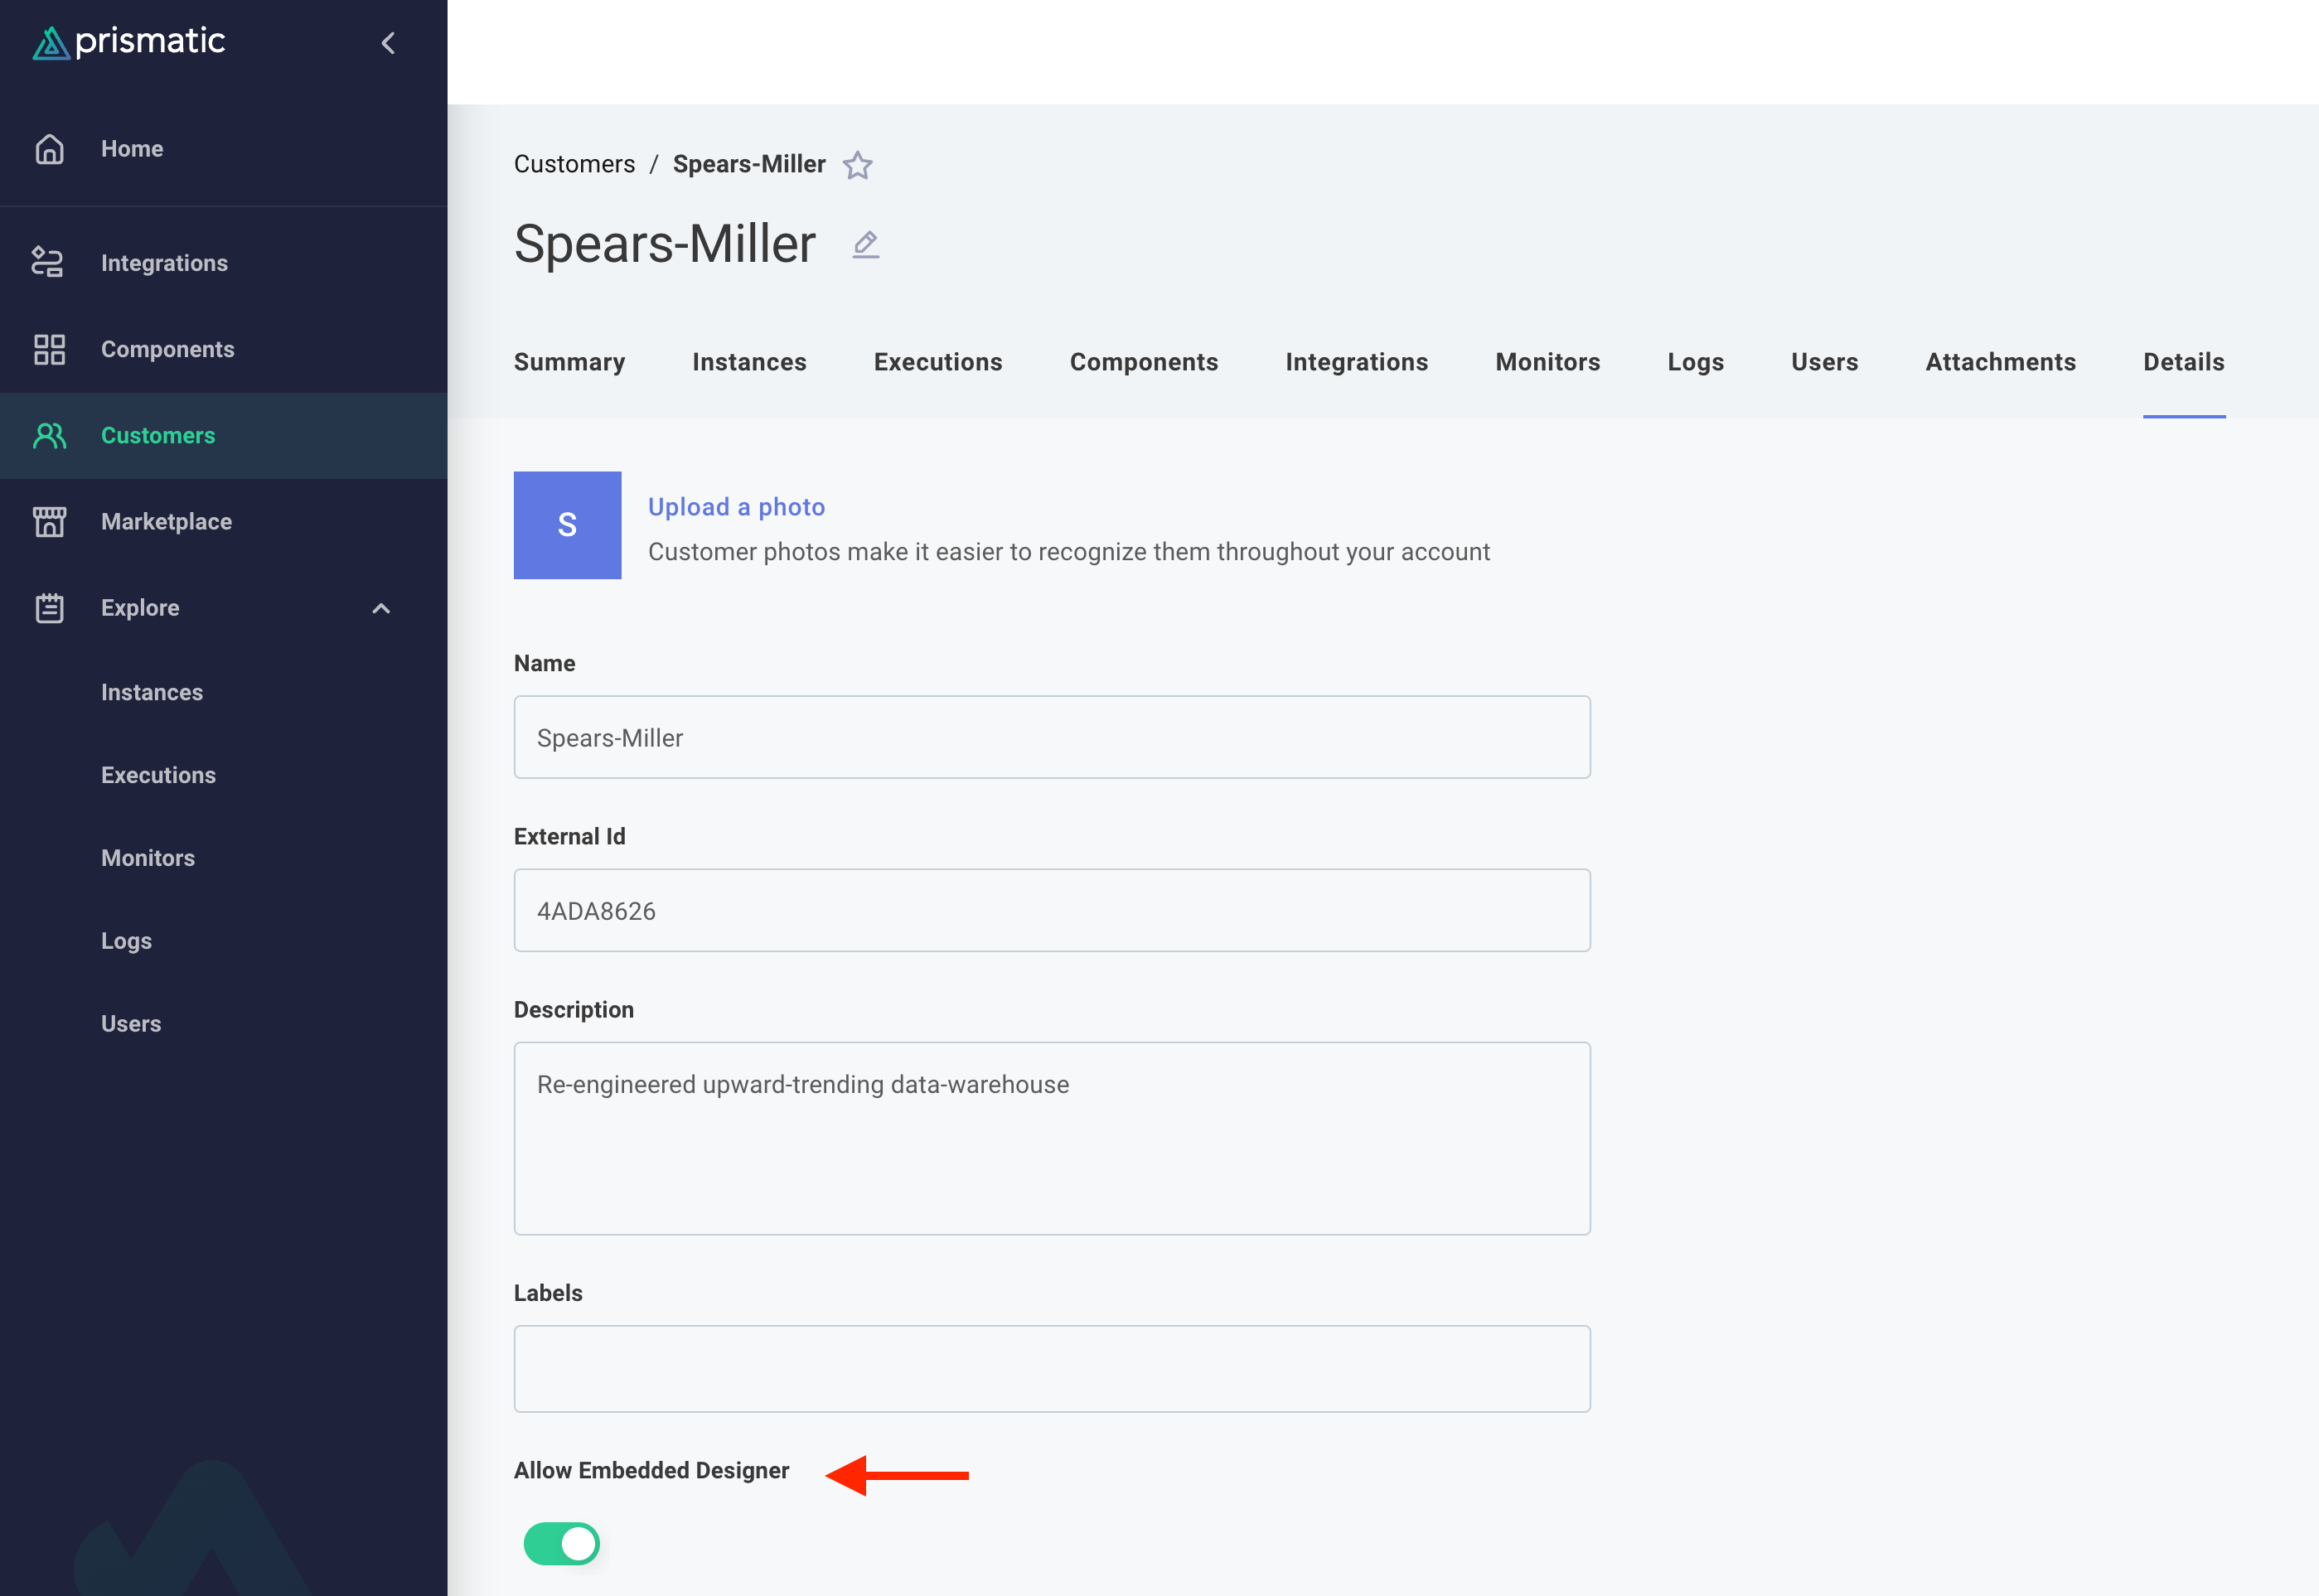 prismatic
Home
Integrations
Components
Customers
Marketplace
Explore
Instances
Executions
Monitors
Logs
Users
Customers / Spears-Miller
Spears-Miller
Summary Instances Executions Components Integrations Monitors Logs Users Attachments Details
S
Upload a photo
Customer photos make it easier to recognize them throughout your account
Name
Spears-Miller
External Id
4ADA8626
Description
Re-engineered upward-trending data-warehouse
Labels
Allow Embedded Designer